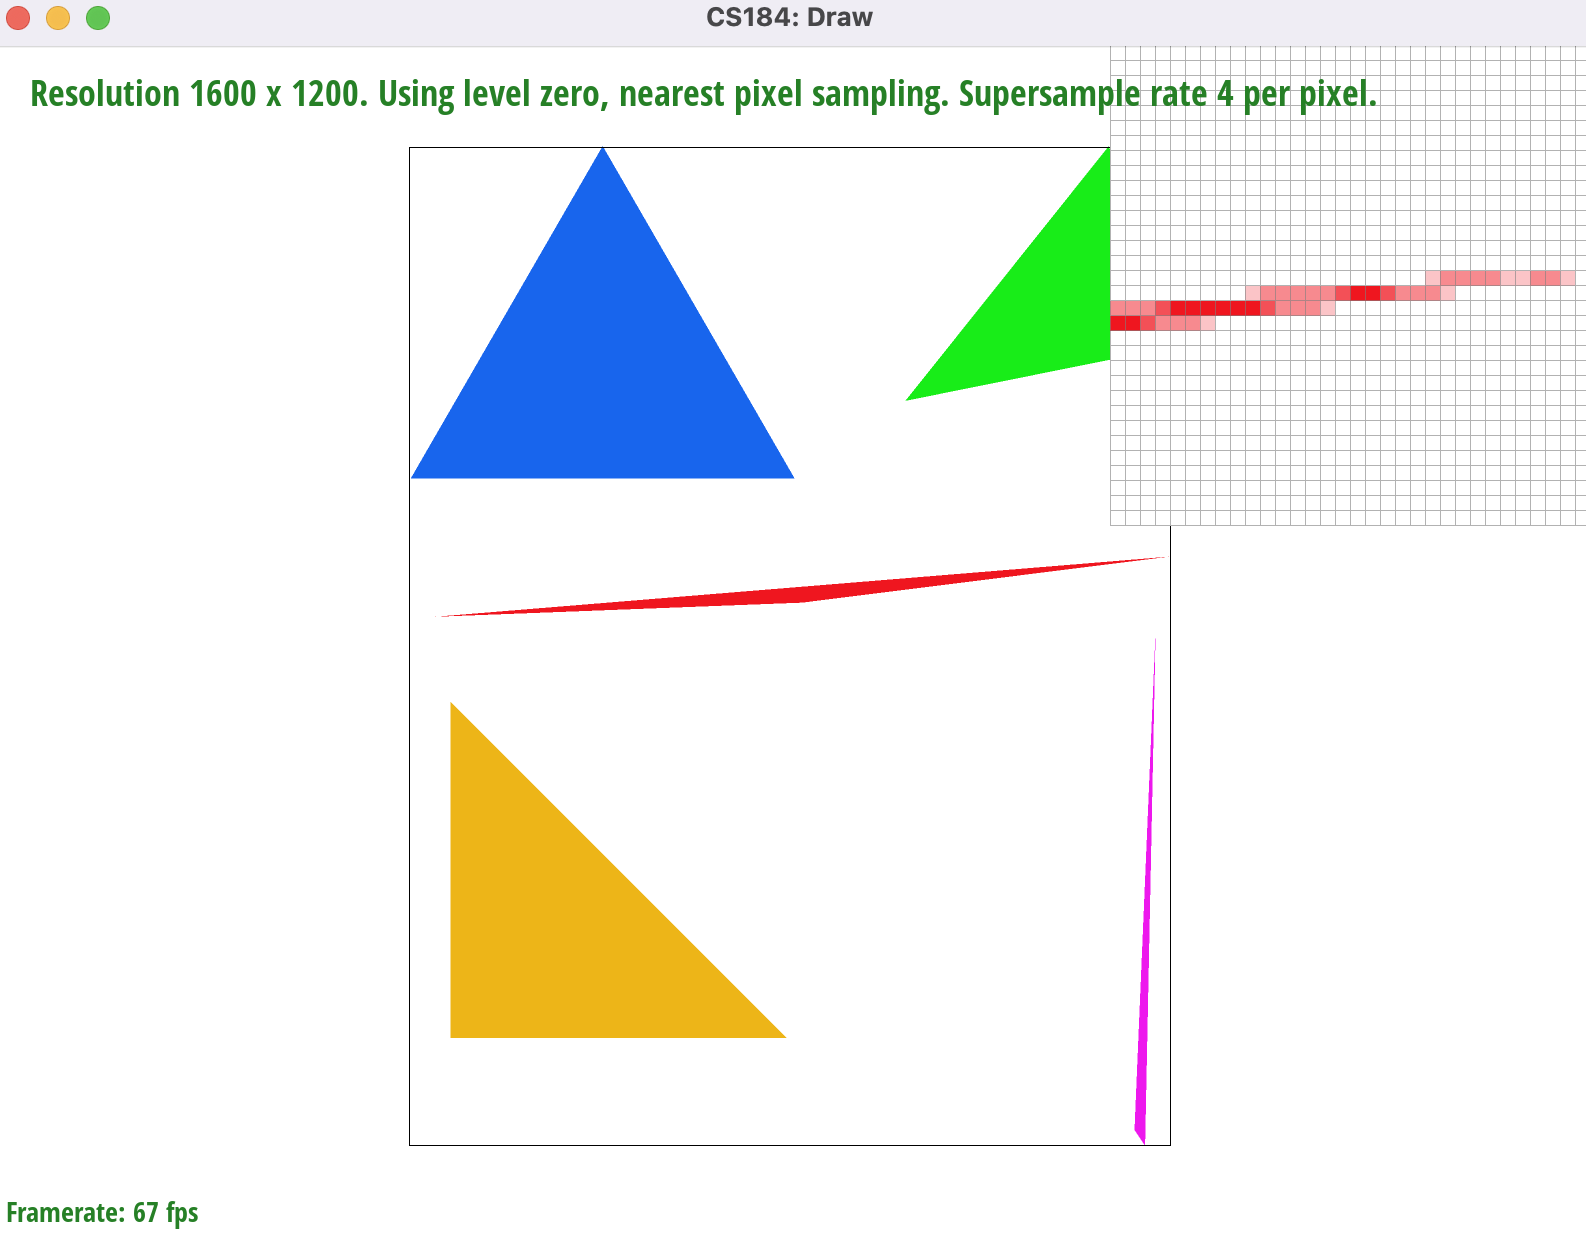 CS184: Draw
Resolution 1600 x 1200. Using level zero, nearest pixel sampling. Supersample rate 4 per pixel.
Framerate: 67 fps